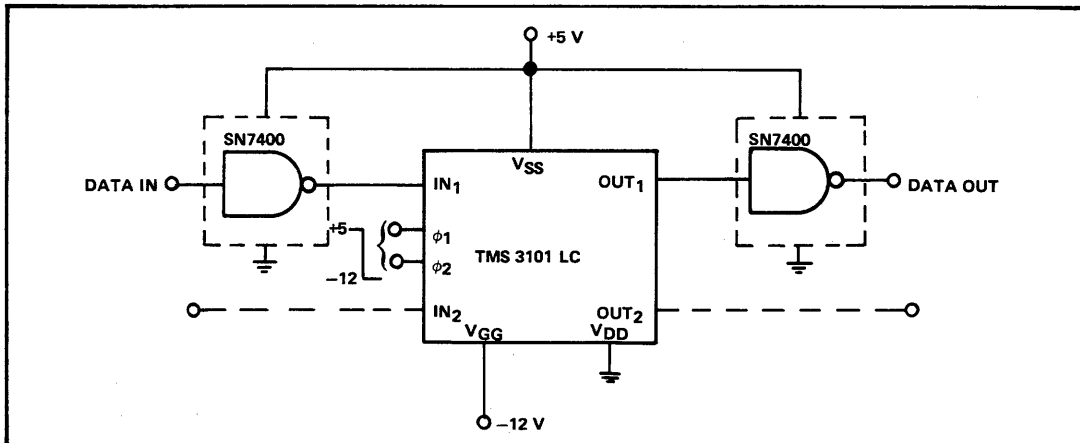 +5 V
SN7400
SN7400
VSS
DATA IN
IN1
OUT1
DATA OUT
+5
ϕ1
TMS 3101 LC
−12
ϕ2
IN2
OUT2
VGG
VDD
−12 V